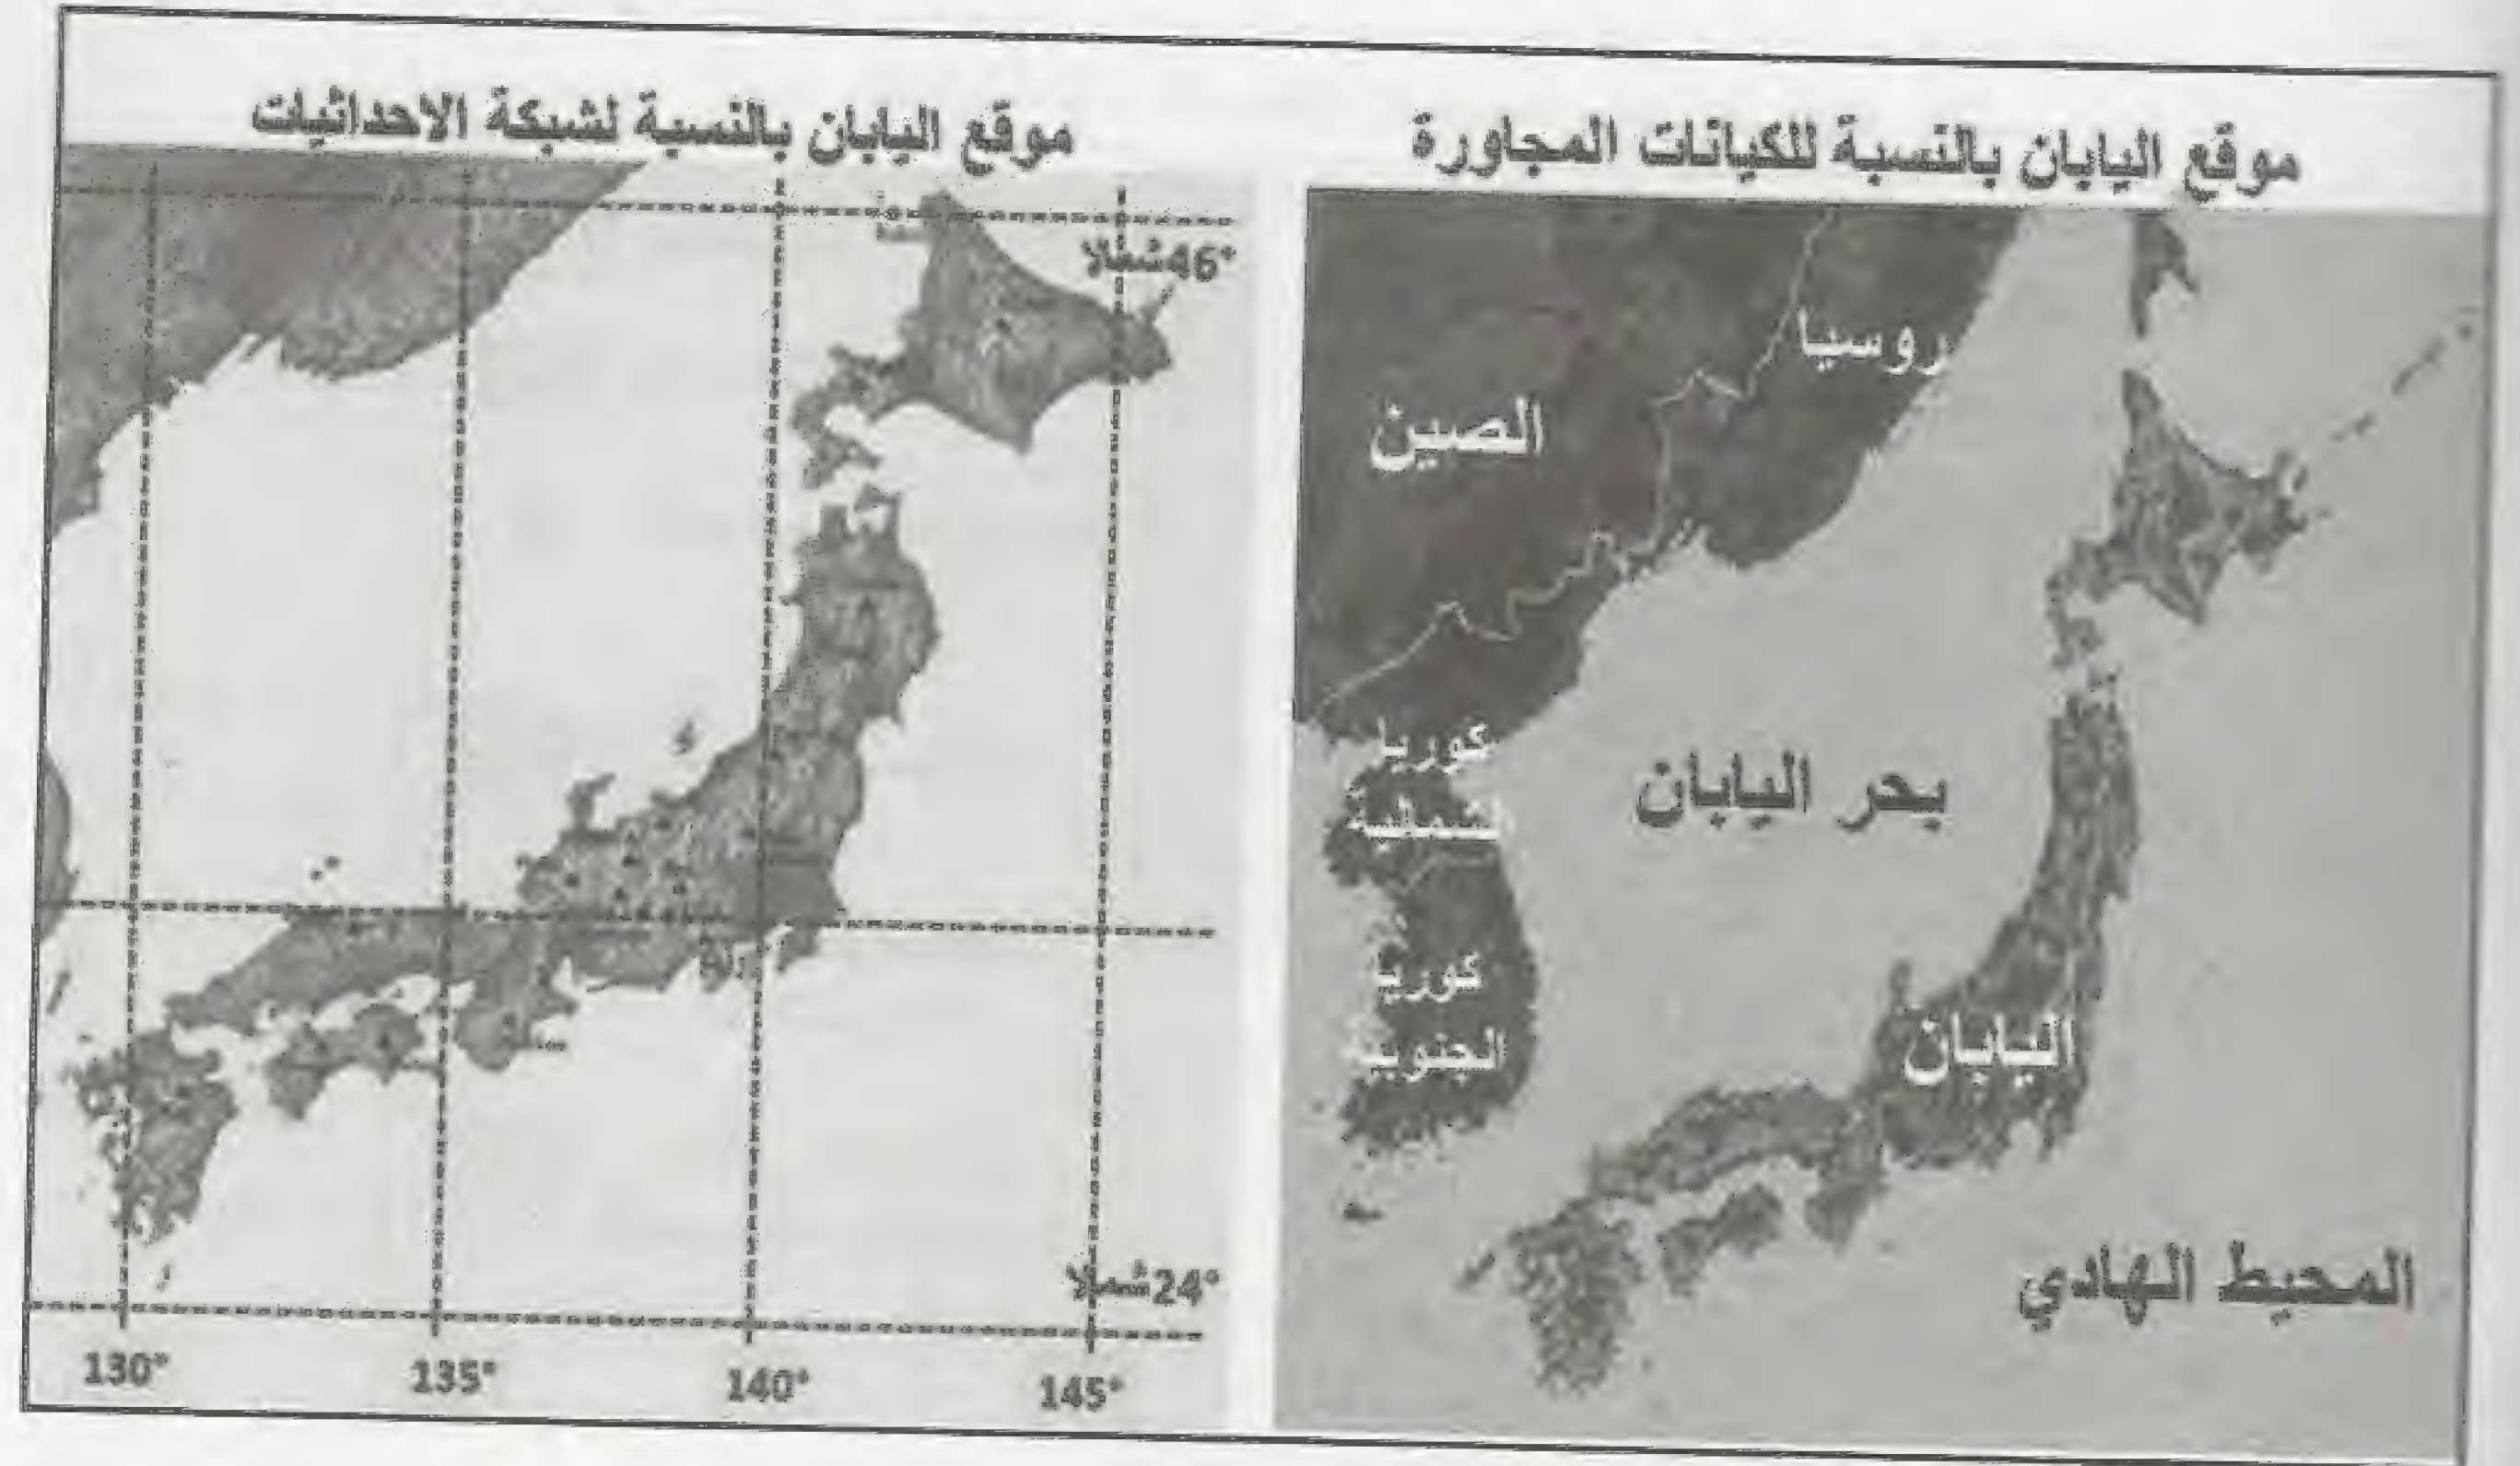 موقع اليابان بالنسبة للكيانات المجاورة
روسيا
الصين
كوريا
الشمالية
بحر اليابان
كوريا
الجنوبية
اليابان
المحيط الهادي
موقع اليابان بالنسبة لشبكة الاحداثيات
46°شمالا
24°شمالا
130°
135°
140°
145°